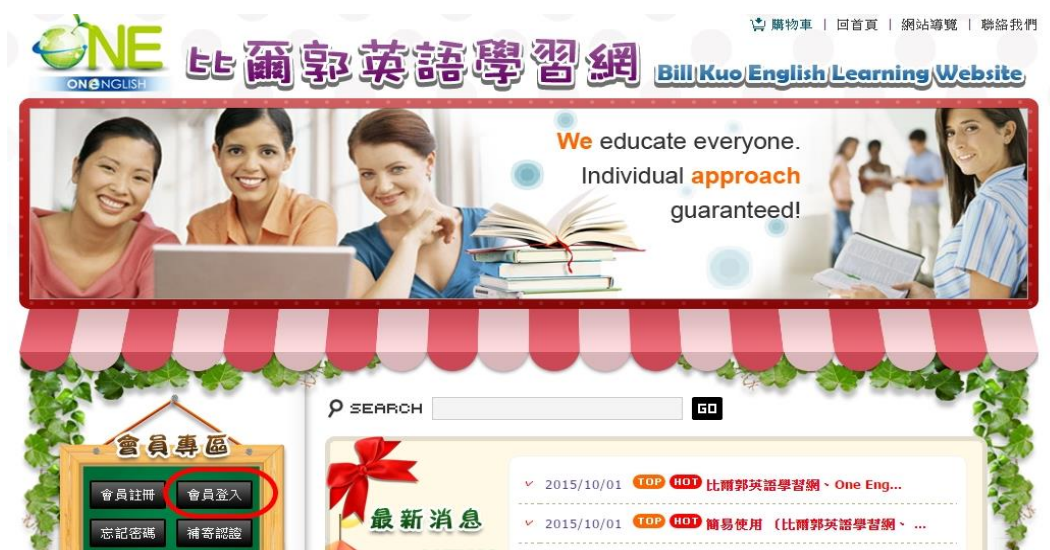 購物車 | 回首頁 | 網站導覽 | 聯絡我們
ONE
ONENGLISH
比爾郭英語學習網 Bill Kuo English Learning Website
We educate everyone.
Individual approach
guaranteed!
SEARCH GO
會員專區
會員註冊 會員登入
忘記密碼 補寄認證
最新消息
2015/10/01 TOP HOT 比爾郭英語學習網、One Eng...
2015/10/01 TOP HOT 簡易使用 (比爾郭英語學習網、 ...